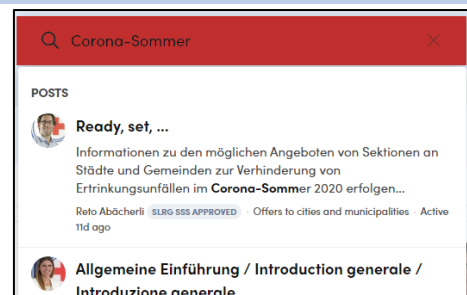 Corona-Sommer
POSTS
Ready, set, ...
Informationen zu den möglichen Angeboten von Sektionen an
Städte und Gemeinden zur Verhinderung von
Ertrinkungsunfällen im Corona-Sommer 2020 erfolgen...
Reto Abächerli SLRG SSS APPROVED · Offers to cities and municipalities · Active
11d ago
Allgemeine Einführung / Introduction generale /
Introduzione generale